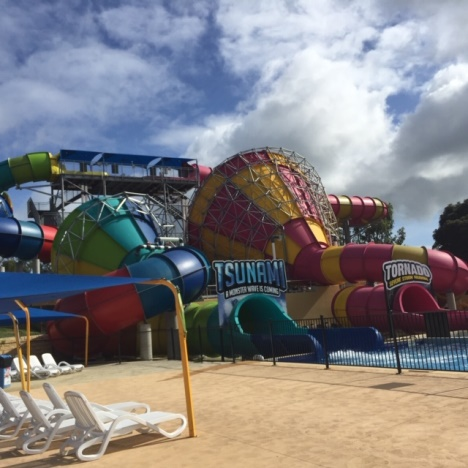 TSUNAMI
A MONSTER WAVE IS COMING
TORNADO